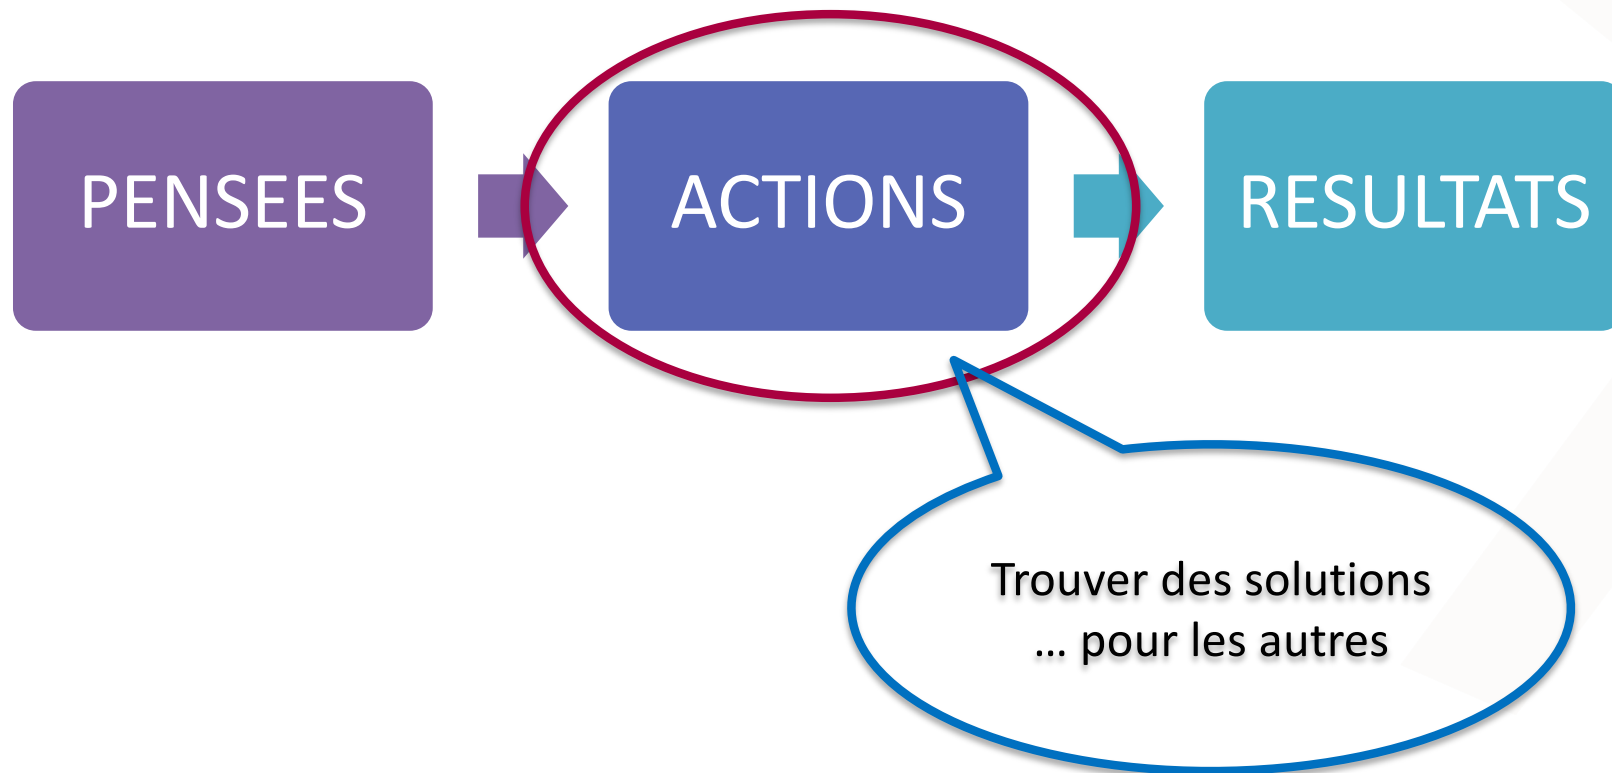 PENSEES
ACTIONS
RESULTATS
Trouver des solutions
... pour les autres